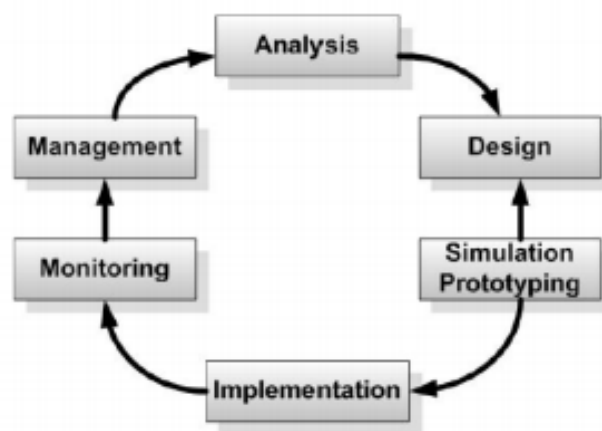 Analysis
Management
Design
Monitoring
Simulation
Prototyping
Implementation